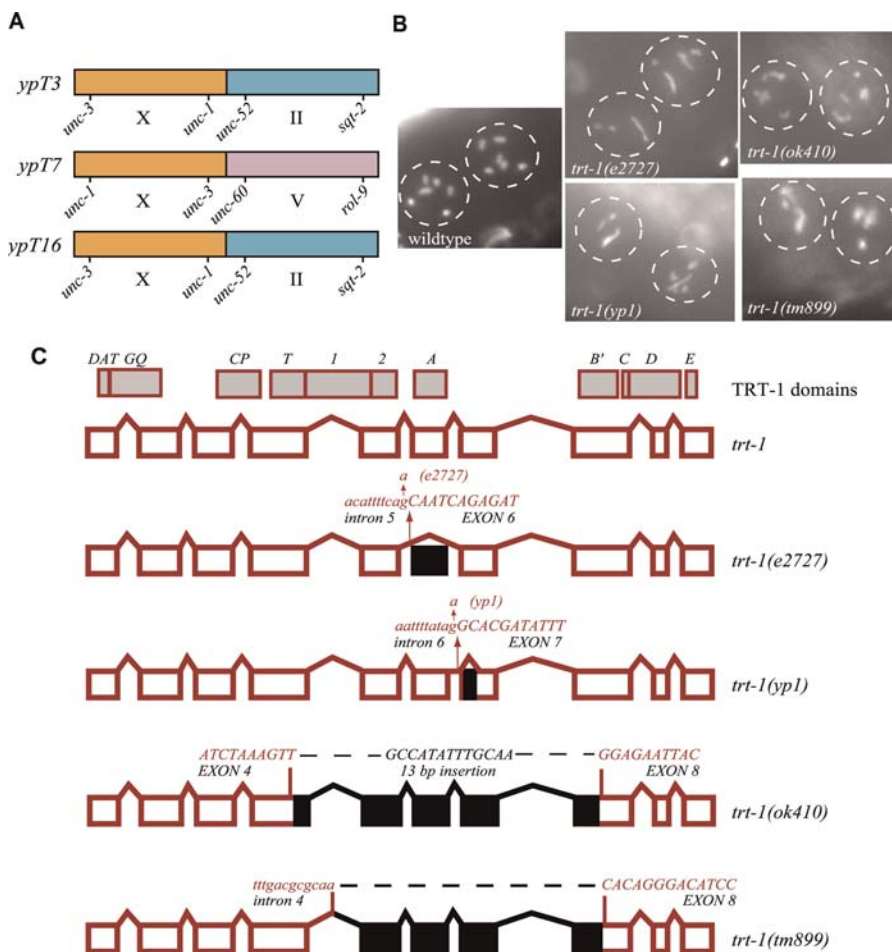 A
ypT3
unc-3 X unc-1 unc-52 II sqt-2
ypT7
unc-1 X unc-3 unc-60 V rol-9
ypT16
unc-3 X unc-1 unc-52 II sqt-2
B
wildtype
trt-1(e2727)
trt-1(ok410)
trt-1(yp1)
trt-1(tm899)
C
DAT GQ CP T 1 2 A B' C D E
TRT-1 domains
trt-1
a (e2727)
acattttcagCAATCAGAGAT
intron 5 EXON 6
trt-1(e2727)
a (yp1)
aattttatagGCACGATATTT
intron 6 EXON 7
trt-1(yp1)
ATCTAAAGTT GCCATATTTGCAA GGAGAATTAC
EXON 4 13 bp insertion EXON 8
trt-1(ok410)
tttgacgcgcaa CACAGGGACATCC
intron 4 EXON 8
trt-1(tm899)